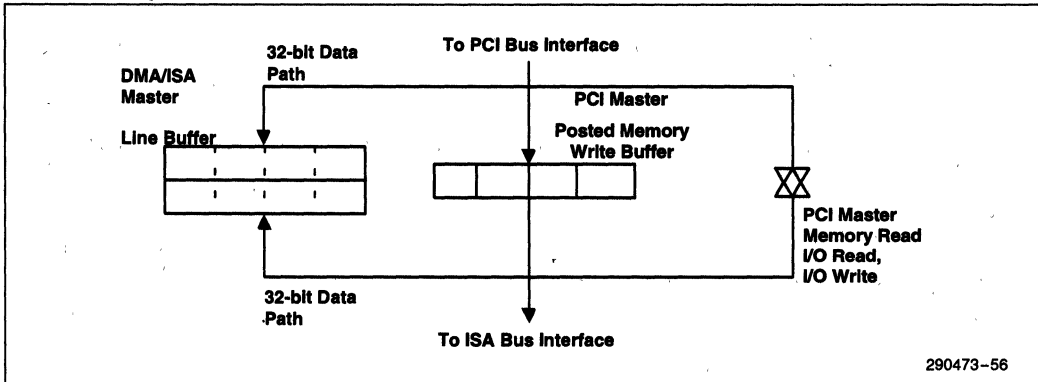 To PCI Bus Interface
32-bit Data
Path
DMA/ISA
Master
PCI Master
Line Buffer
Posted Memory
Write Buffer
PCI Master
Memory Read
I/O Read,
I/O Write
32-bit Data
Path
To ISA Bus Interface
290473-56